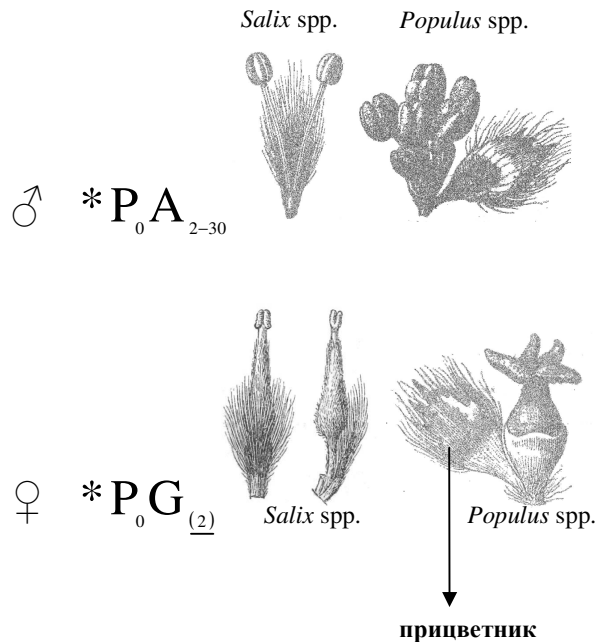 Salix spp. Populus spp.
♂ *P₀A₂₋₃₀
♀ *P₀G₍₂₎
Salix spp. Populus spp.
прицветник